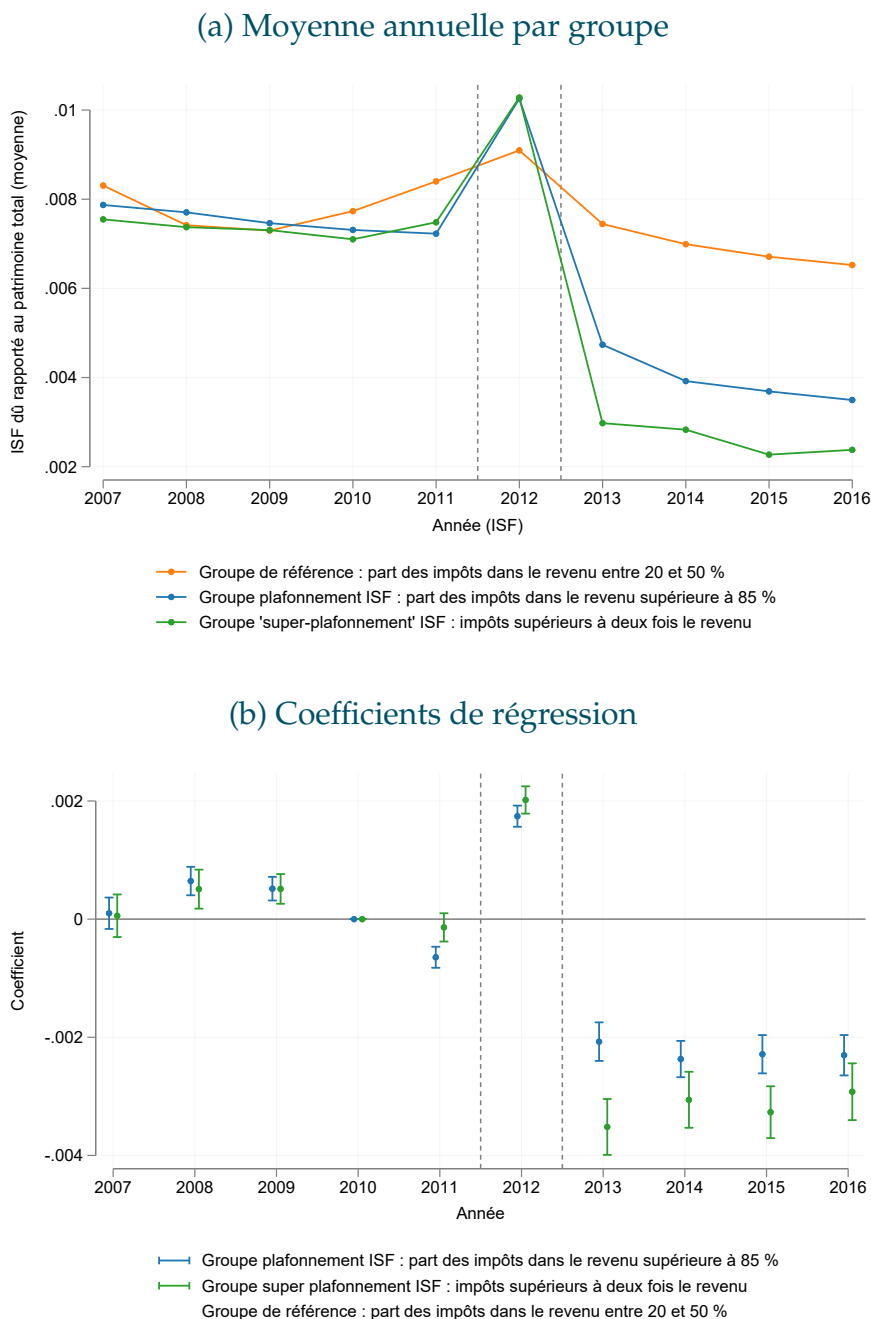 (a) Moyenne annuelle par groupe
ISF dû rapporté au patrimoine total (moyenne)
.01
.008
.006
.004
.002
2007 2008 2009 2010 2011 2012 2013 2014 2015 2016
Année (ISF)
Groupe de référence : part des impôts dans le revenu entre 20 et 50 %
Groupe plafonnement ISF : part des impôts dans le revenu supérieure à 85 %
Groupe 'super-plafonnement' ISF : impôts supérieurs à deux fois le revenu
(b) Coefficients de régression
Coefficient
.002
0
-.002
-.004
2007 2008 2009 2010 2011 2012 2013 2014 2015 2016
Année
Groupe plafonnement ISF : part des impôts dans le revenu supérieure à 85 %
Groupe super plafonnement ISF : impôts supérieurs à deux fois le revenu
Groupe de référence : part des impôts dans le revenu entre 20 et 50 %